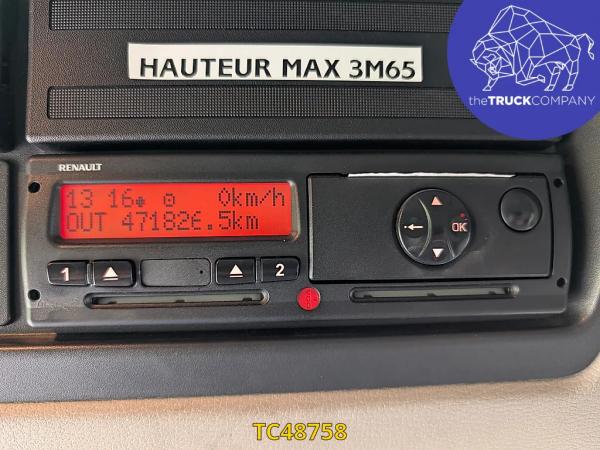 HAUTEUR MAX 3M65
theTRUCKCOMPANY
RENAULT
13 16 0km/h
OUT 471826.5km
1
2
OK
TC48758